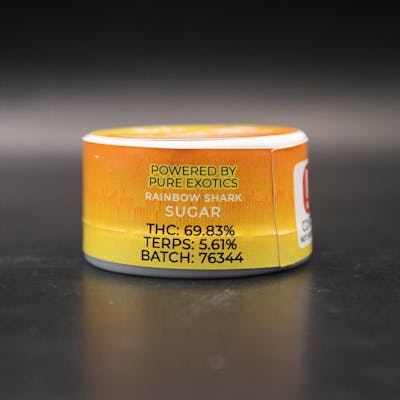 POWERED BY
PURE EXOTICS
RAINBOW SHARK
SUGAR
THC: 69.83%
TERPS: 5.61%
BATCH: 76344